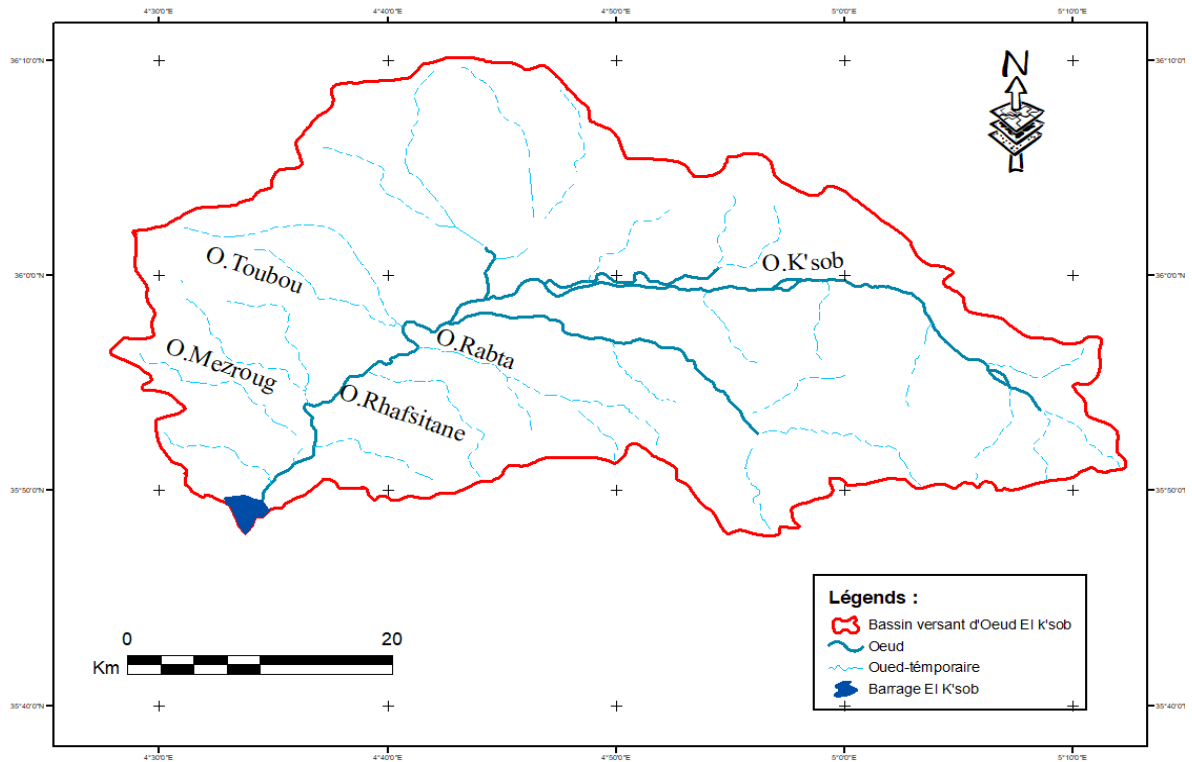 4°30'0"E 4°40'0"E 4°50'0"E 5°0'0"E 5°10'0"E
36°10'0"N 36°10'0"N
N
O.Toubou
O.K'sob
36°0'0"N 36°0'0"N
O.Rabta
O.Mezroug
O.Rhafsitane
35°50'0"N 35°50'0"N
Légends :
Bassin versant d'Oeud El k'sob
Oeud
Oued-témporaire
Barrage El K'sob
0 20
Km
35°40'0"N 35°40'0"N
4°30'0"E 4°40'0"E 4°50'0"E 5°0'0"E 5°10'0"E